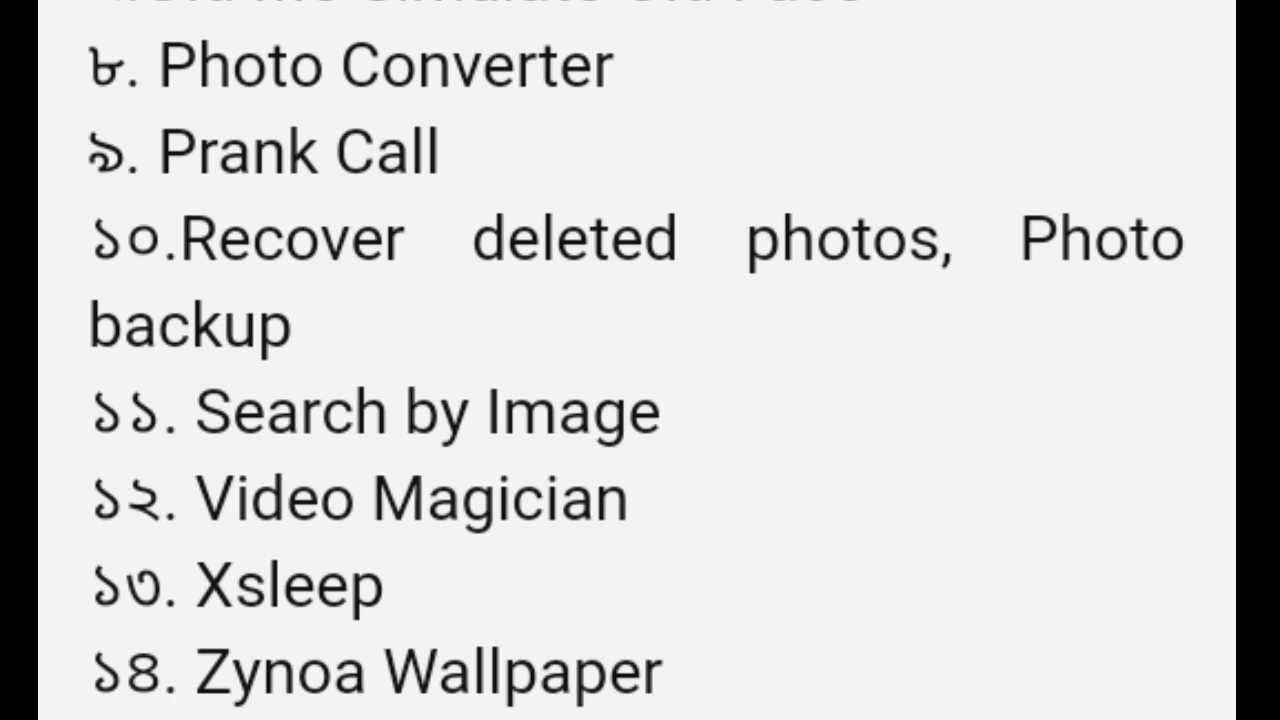 ৮. Photo Converter
৯. Prank Call
১০.Recover deleted photos, Photo
backup
১১. Search by Image
১২. Video Magician
১৩. Xsleep
১৪. Zynoa Wallpaper